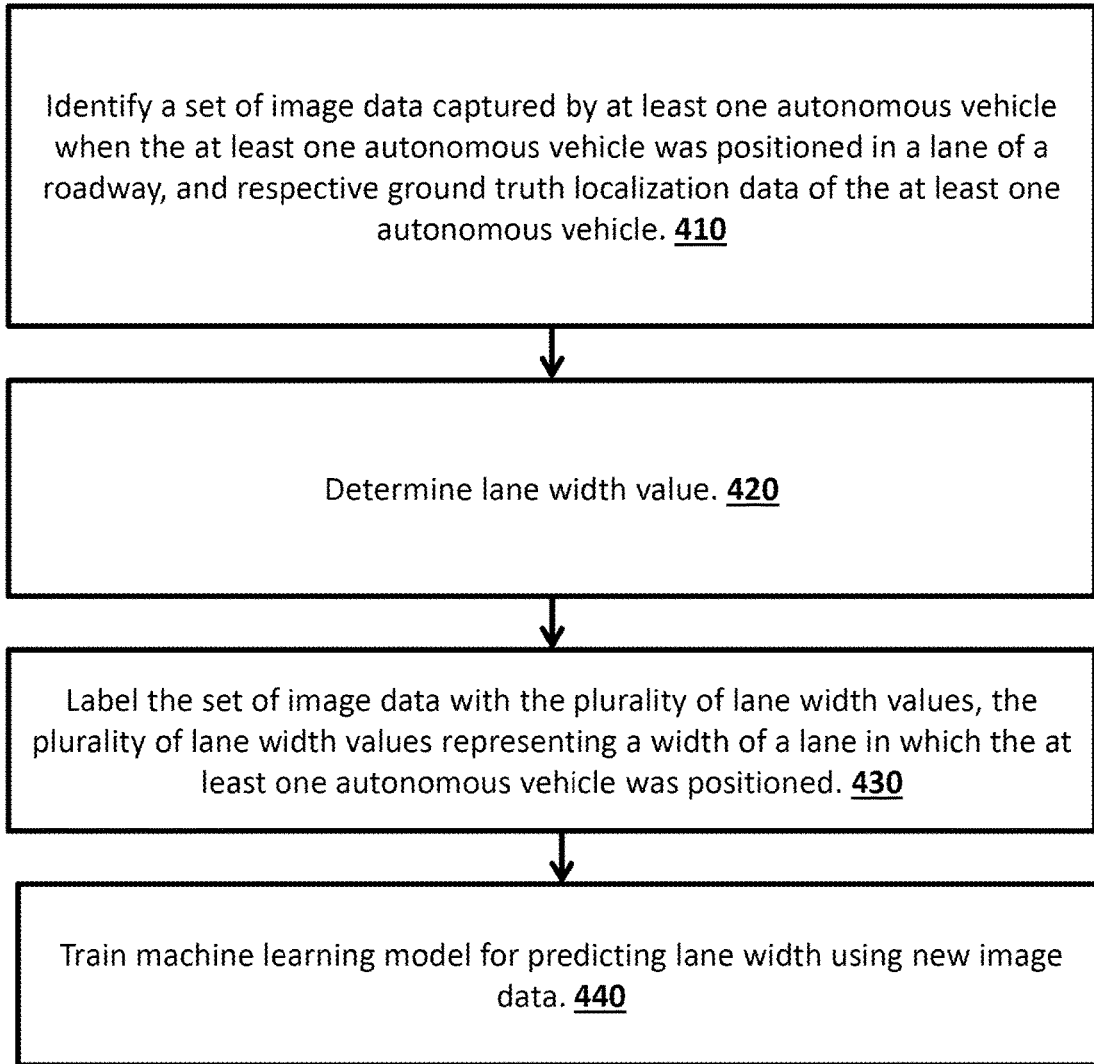 Identify a set of image data captured by at least one autonomous vehicle
when the at least one autonomous vehicle was positioned in a lane of a
roadway, and respective ground truth localization data of the at least one
autonomous vehicle. 410
Determine lane width value. 420
Label the set of image data with the plurality of lane width values, the
plurality of lane width values representing a width of a lane in which the at
least one autonomous vehicle was positioned. 430
Train machine learning model for predicting lane width using new image
data. 440